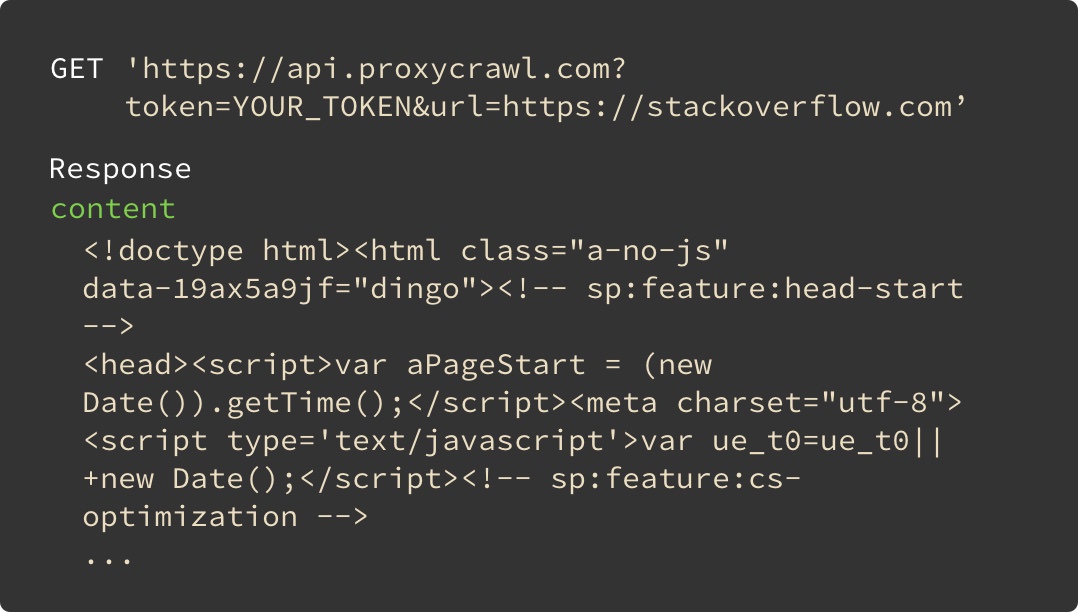 GET 'https://api.proxycrawl.com?
token=YOUR_TOKEN&url=https://stackoverflow.com’
Response
content
<!doctype html><html class="a-no-js"
data-19ax5a9jf="dingo"><!-- sp:feature:head-start
-->
<head><script>var aPageStart = (new
Date()).getTime();</script><meta charset="utf-8">
<script type='text/javascript'>var ue_t0=ue_t0||
+new Date();</script><!-- sp:feature:cs-
optimization -->
...